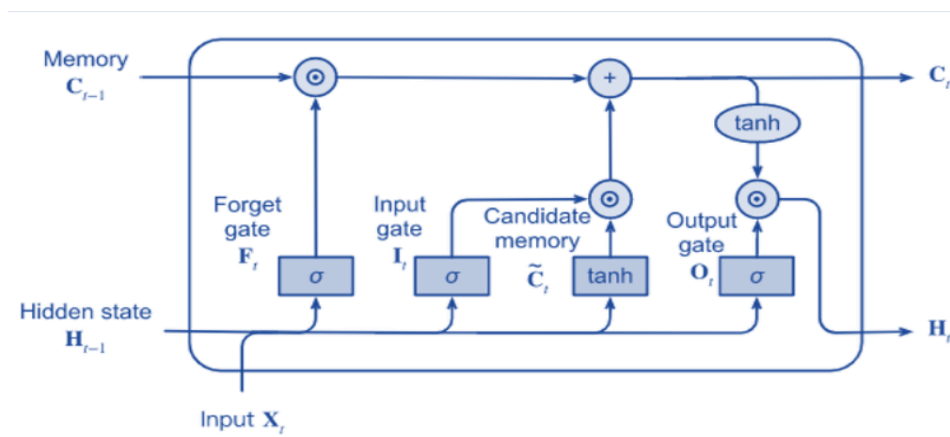 Memory
C_{t-1}
⊙
+
C_t
tanh
Forget
gate
F_t
Input
gate
I_t
Candidate
memory
C̃_t
⊙
Output
gate
O_t
⊙
σ
σ
tanh
σ
Hidden state
H_{t-1}
H_t
Input X_t